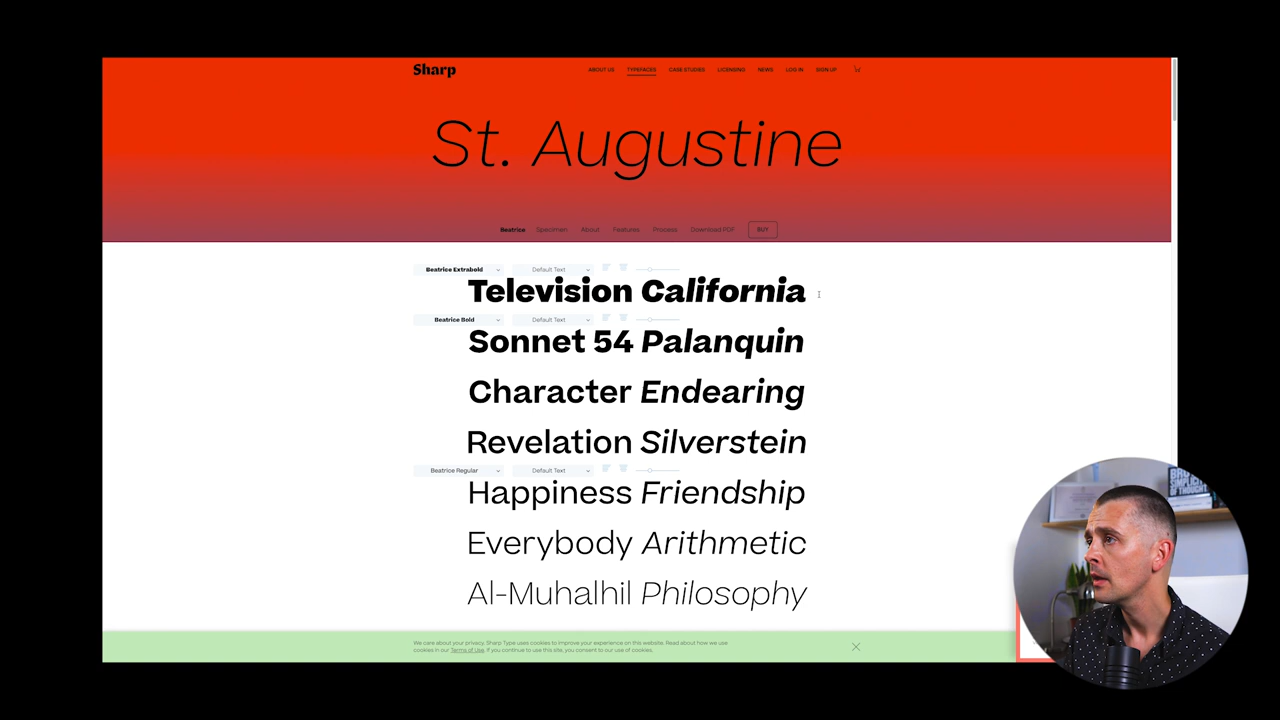 Sharp
ABOUT US TYPEFACES CASE STUDIES LICENSING NEWS LOG IN SIGN UP
St. Augustine
Beatrice Specimen About Features Process Download PDF BUY
Beatrice Extrabold Default Text
Television California
Beatrice Bold Default Text
Sonnet 54 Palanquin
Character Endearing
Revelation Silverstein
Beatrice Regular Default Text
Happiness Friendship
Everybody Arithmetic
Al-Muhalhil Philosophy
We care about your privacy. Sharp Type uses cookies to improve your experience on this website. Read about how we use
cookies in our Terms of Use. If you continue to use this site, you consent to our use of cookies.
SIMPLICITY
OF THOUGHT